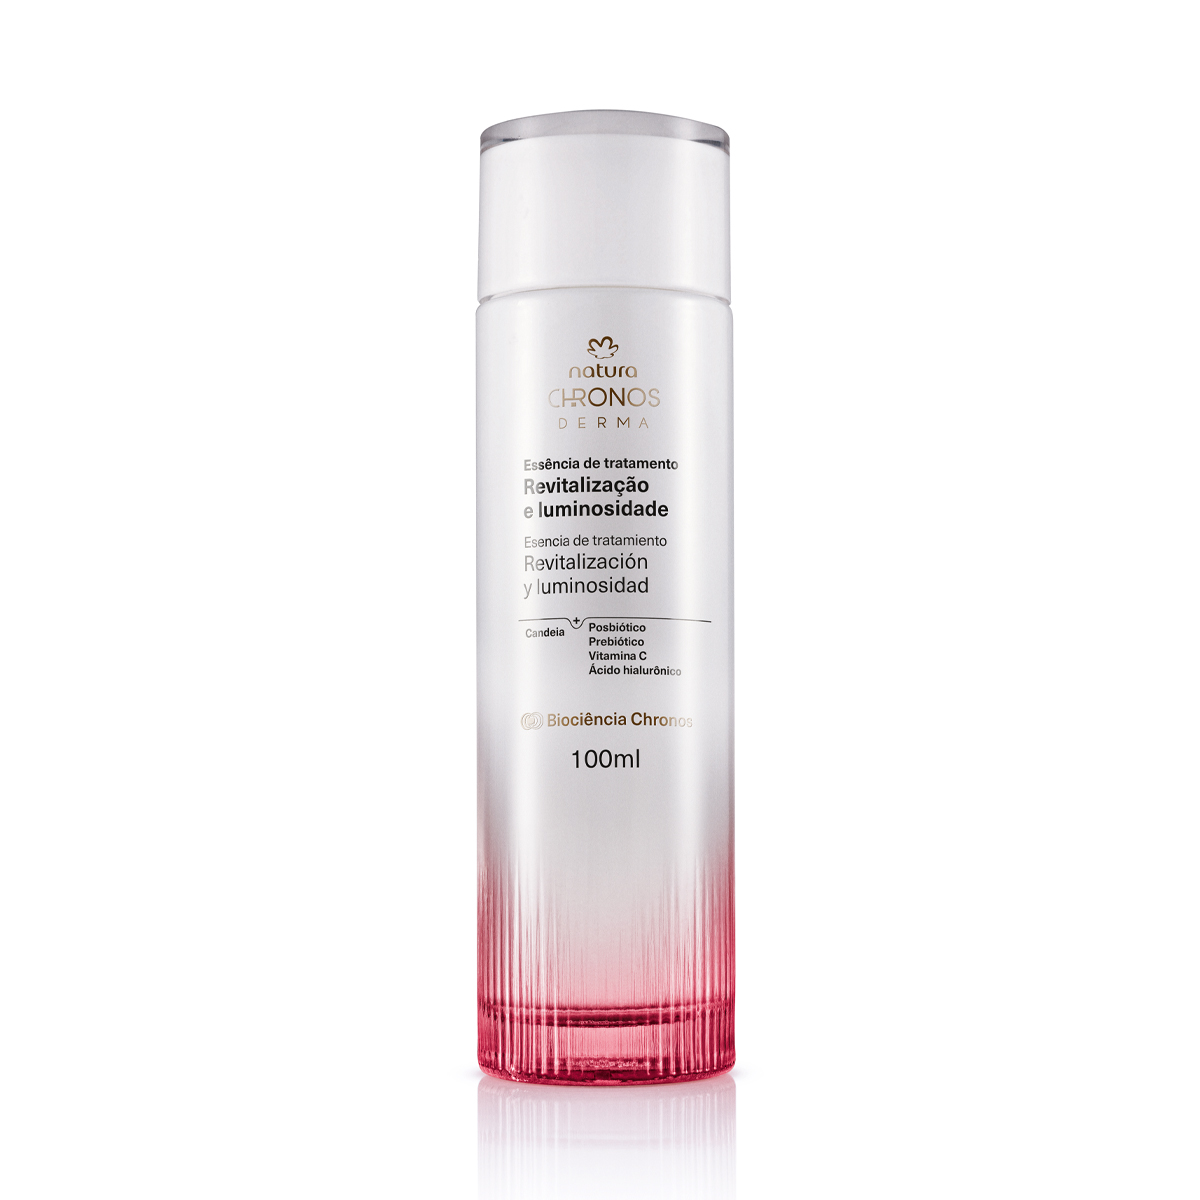 natura
CHRONOS
DERMA
Essência de tratamento
Revitalização
e luminosidade
Esencia de tratamiento
Revitalización
y luminosidad
Candeia + Posbiótico
Prebiótico
Vitamina C
Ácido hialurônico
Biociência Chronos
100ml